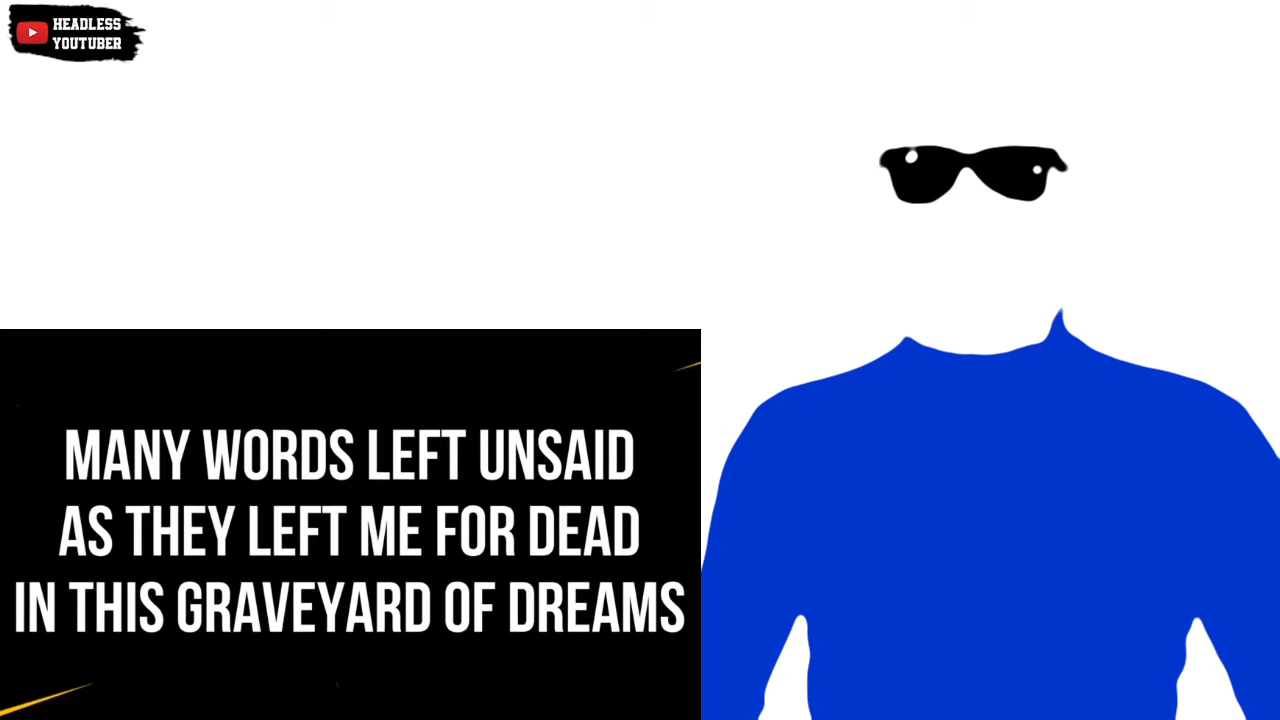 HEADLESS
YOUTUBER
MANY WORDS LEFT UNSAID
AS THEY LEFT ME FOR DEAD
IN THIS GRAVEYARD OF DREAMS